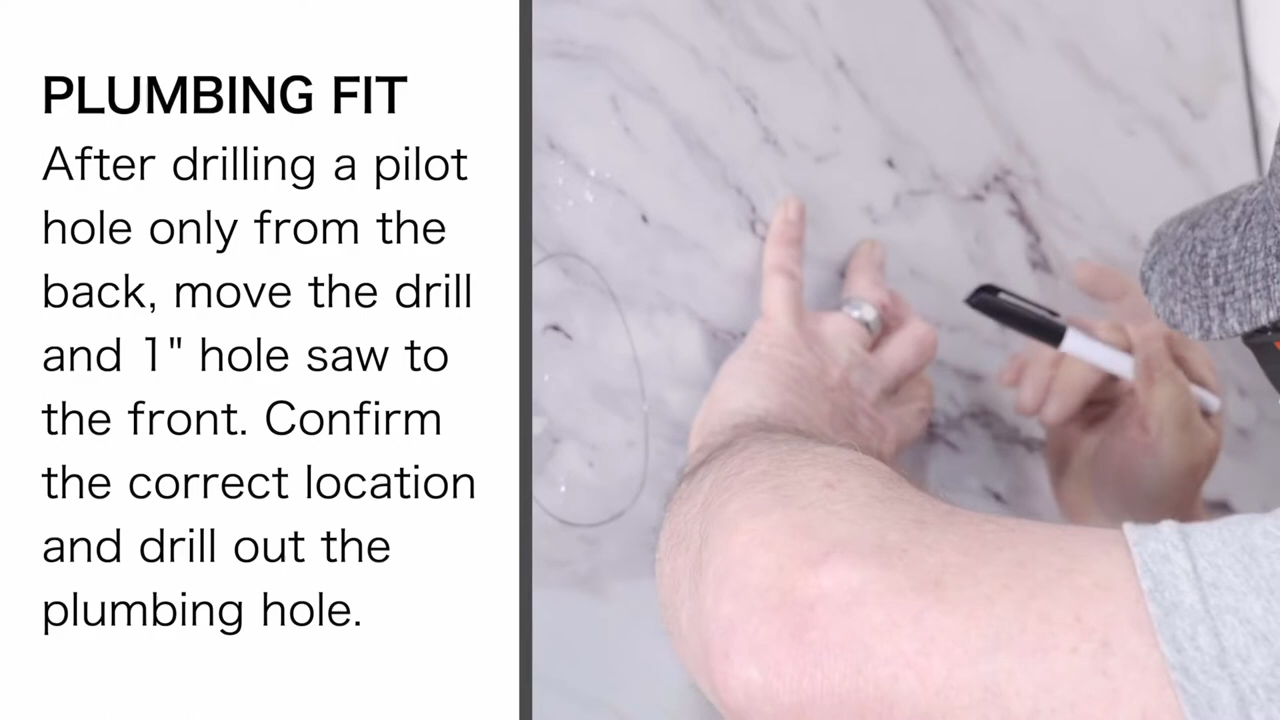 PLUMBING FIT
After drilling a pilot
hole only from the
back, move the drill
and 1" hole saw to
the front. Confirm
the correct location
and drill out the
plumbing hole.